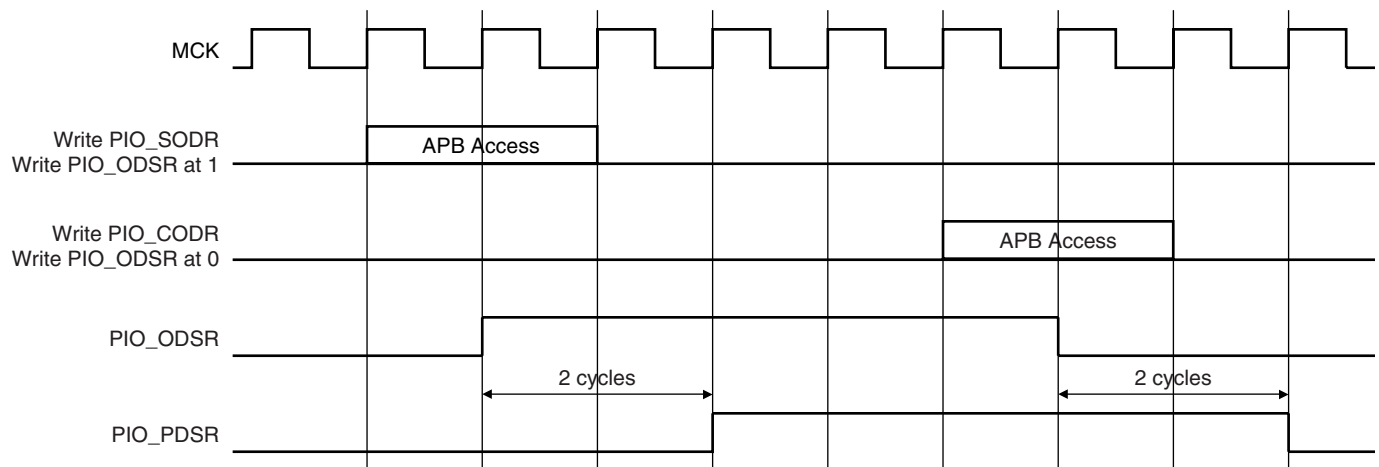 MCK
Write PIO_SODR
Write PIO_ODSR at 1
APB Access
Write PIO_CODR
Write PIO_ODSR at 0
APB Access
PIO_ODSR
2 cycles
2 cycles
PIO_PDSR